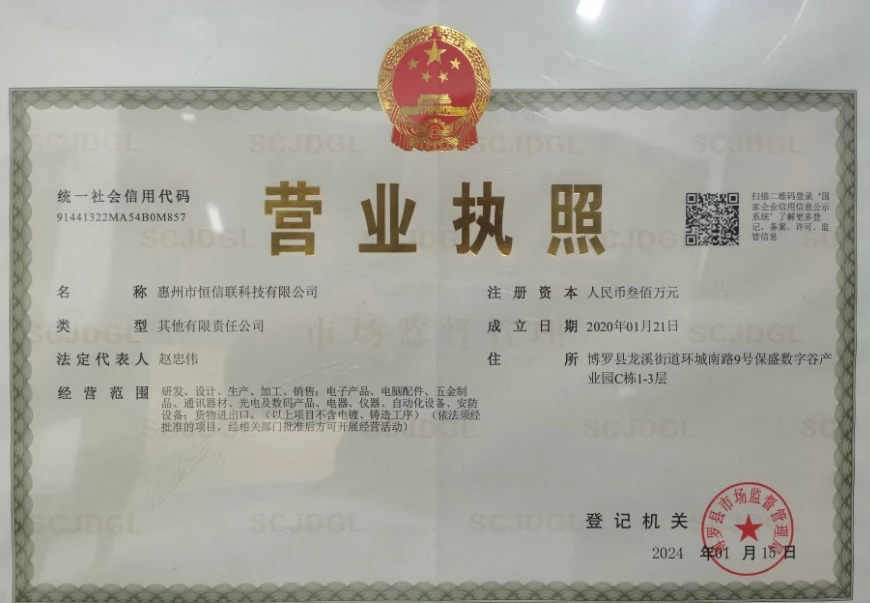 营业执照
统一社会信用代码
91441322MA54B0M857
扫描二维码登录‘国
家企业信用信息公示
系统’了解更多登
记、备案、许可、监
管信息
名 称 惠州市恒信联科技有限公司
类 型 其他有限责任公司
法定代表人 赵忠伟
经营范围 研发、设计、生产、加工、销售:电子产品、电脑配件、五金制
品、通讯器材、光电及数码产品、电器、仪器、自动化设备、安防
设备;货物进出口。(以上项目不含电镀、铸造工序)(依法须经
批准的项目,经相关部门批准后方可开展经营活动)
注册资本 人民币叁佰万元
成立日期 2020年01月21日
住 所 博罗县龙溪街道环城南路9号保盛数字谷产
业园C栋1-3层
登记机关
博罗县市场监督管理局
2024 年01 月15日
SCJDGL
市场监督管理